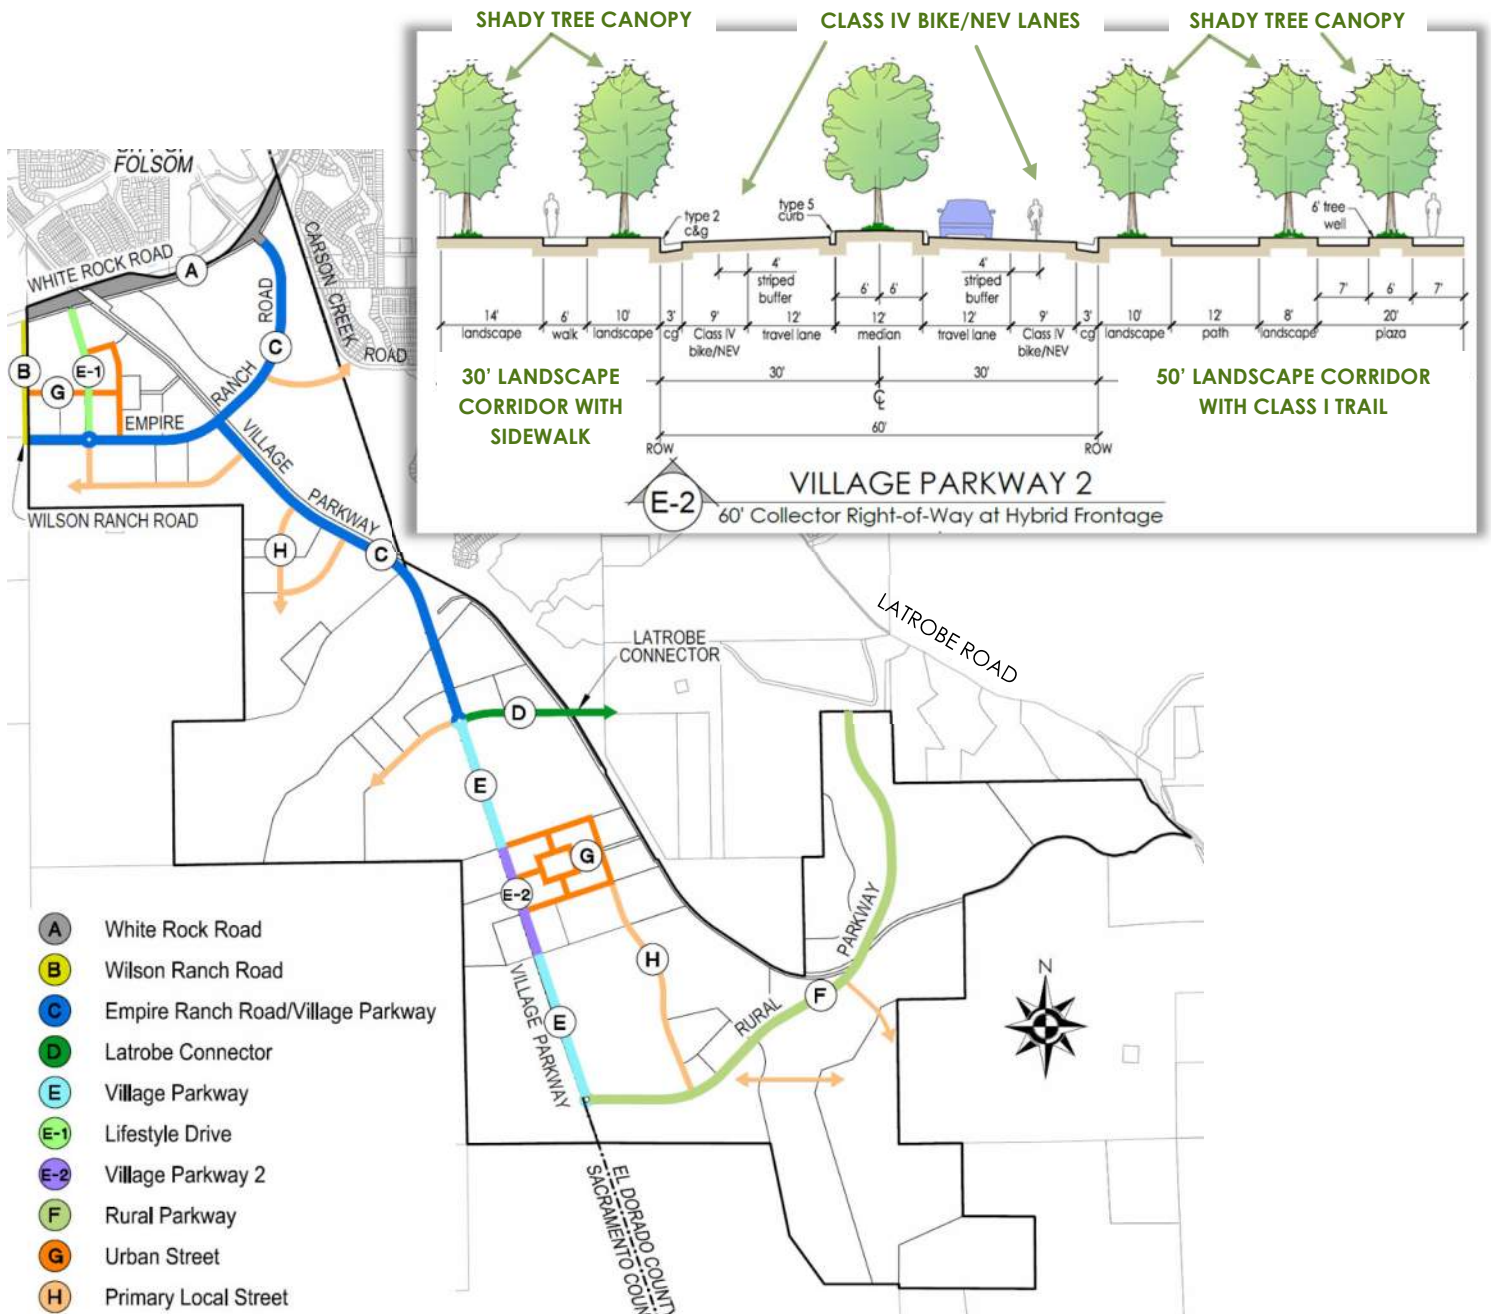 SHADY TREE CANOPY
CLASS IV BIKE/NEV LANES
SHADY TREE CANOPY
type 2
c&g
type 5
curb
6' tree
well
4'
striped
buffer
4'
striped
buffer
6'
6'
7'
6'
7'
14'
6'
10'
3'
9'
12'
12'
12'
9'
3'
10'
12'
8'
20'
landscape
walk
landscape
cg
Class IV
bike/NEV
travel lane
median
travel lane
Class IV
bike/NEV
cg
landscape
path
landscape
plaza
30'
30'
60'
ROW
ROW
30' LANDSCAPE
CORRIDOR WITH
SIDEWALK
50' LANDSCAPE CORRIDOR
WITH CLASS I TRAIL
E-2
VILLAGE PARKWAY 2
60' Collector Right-of-Way at Hybrid Frontage
CITY OF
FOLSOM
WHITE ROCK ROAD
A
CARSON CREEK
ROAD
EMPIRE
RANCH
ROAD
C
B
E-1
G
WILSON RANCH ROAD
VILLAGE
PARKWAY
C
H
LATROBE
CONNECTOR
D
LATROBE ROAD
E
G
E-2
H
E
VILLAGE PARKWAY
RURAL
PARKWAY
F
N
EL DORADO COUNTY
SACRAMENTO COUN
A White Rock Road
B Wilson Ranch Road
C Empire Ranch Road/Village Parkway
D Latrobe Connector
E Village Parkway
E-1 Lifestyle Drive
E-2 Village Parkway 2
F Rural Parkway
G Urban Street
H Primary Local Street